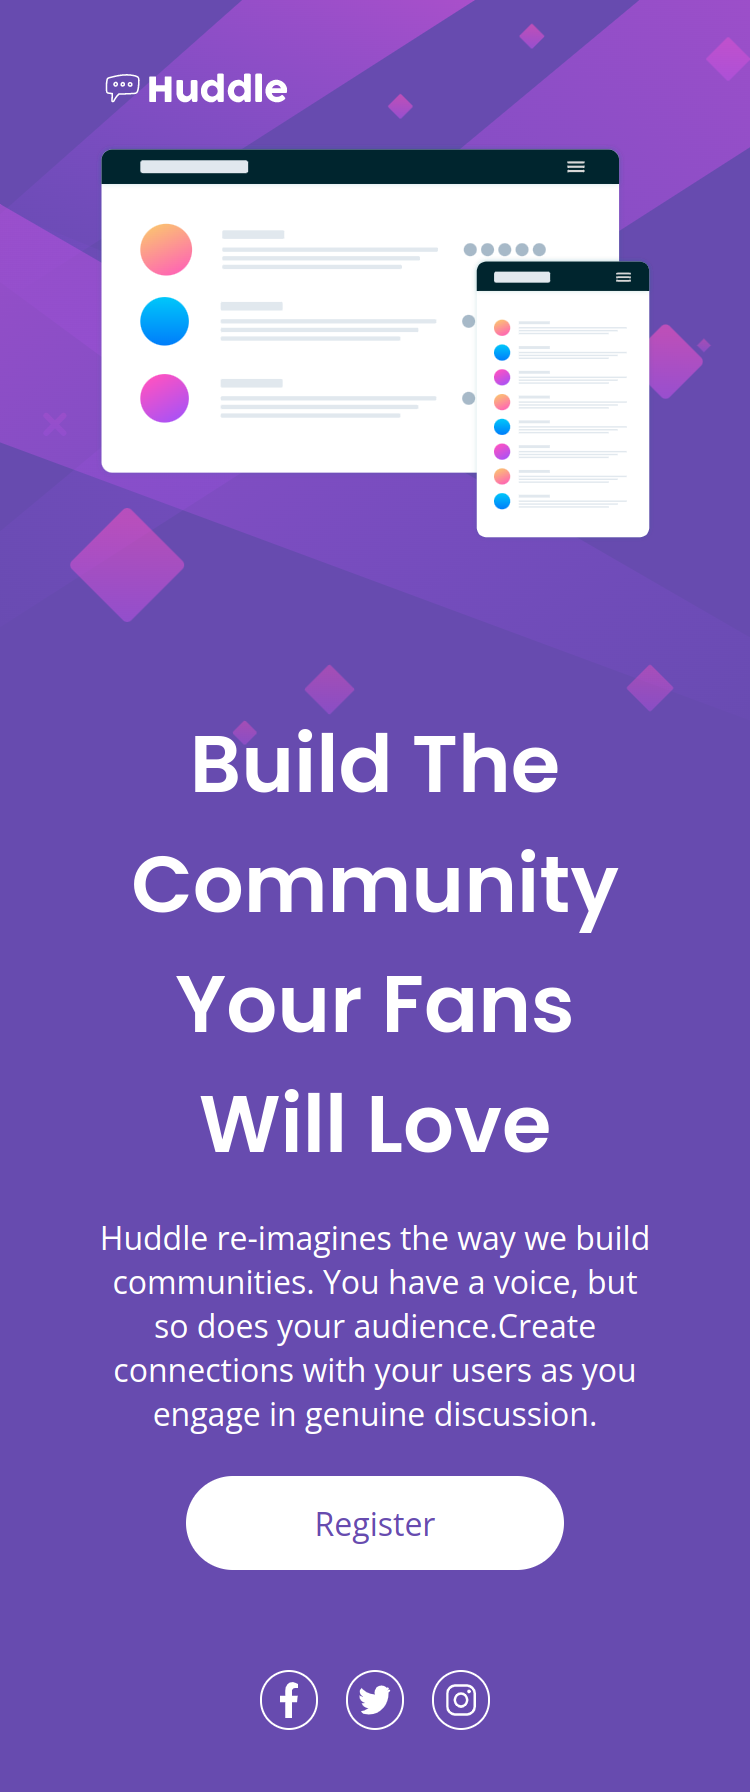 Huddle
Build The
Community
Your Fans
Will Love
Huddle re-imagines the way we build
communities. You have a voice, but
so does your audience.Create
connections with your users as you
engage in genuine discussion.
Register